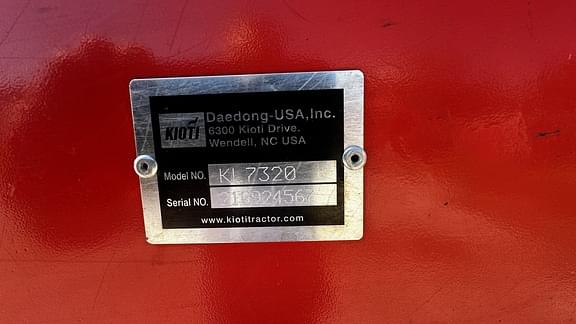 KIOTI
Daedong-USA,Inc.
6300 Kioti Drive.
Wendell, NC USA
Model NO. KL7320
Serial NO.
www.kiotitractor.com